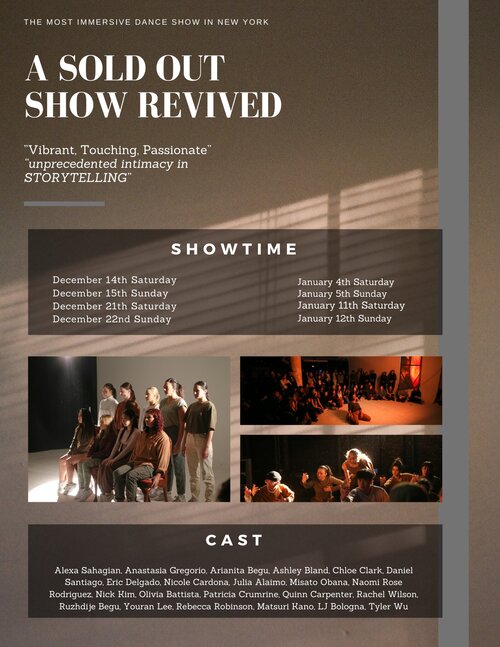 THE MOST IMMERSIVE DANCE SHOW IN NEW YORK
A SOLD OUT
SHOW REVIVED
"Vibrant, Touching, Passionate"
"unprecedented intimacy in
STORYTELLING"
SHOWTIME
December 14th Saturday
December 15th Sunday
December 21th Saturday
December 22nd Sunday
January 4th Saturday
January 5th Sunday
January 11th Saturday
January 12th Sunday
CAST
Alexa Sahagian, Anastasia Gregorio, Arianita Begu, Ashley Bland, Chloe Clark, Daniel
Santiago, Eric Delgado, Nicole Cardona, Julia Alaimo, Misato Obana, Naomi Rose
Rodriguez, Nick Kim, Olivia Battista, Patricia Crumrine, Quinn Carpenter, Rachel Wilson,
Ruzhdije Begu, Youran Lee, Rebecca Robinson, Matsuri Kano, LJ Bologna, Tyler Wu